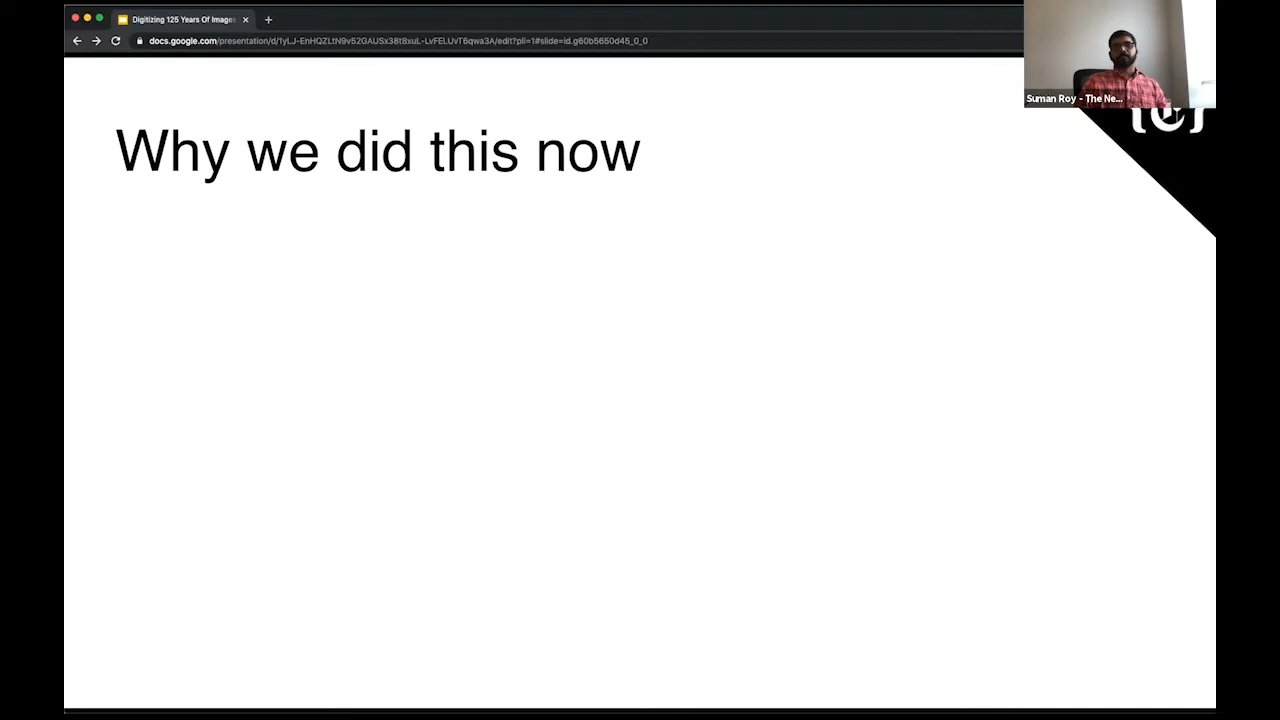 Digitizing 125 Years Of Image
docs.google.com/presentation/d/1yLJ-EnHQZLtN9v52GAUSx38t8xuL-LvFELUvT6qwa3A/edit?pli=1#slide=id.g60b5650d45_0_0
Suman Roy - The Ne...
Why we did this now